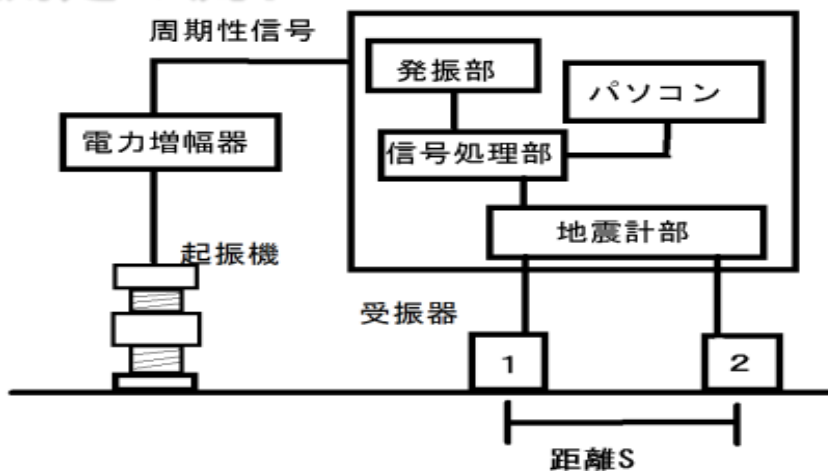 周期性信号
発振部
パソコン
電力増幅器
信号処理部
地震計部
起振機
受振器
1
2
距離S